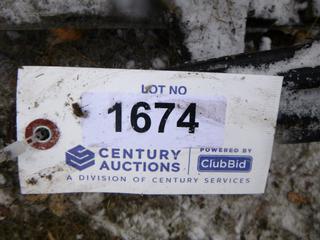 LOT NO
1674
CENTURY AUCTIONS
POWERED BY
ClubBid
A DIVISION OF CENTURY SERVICES